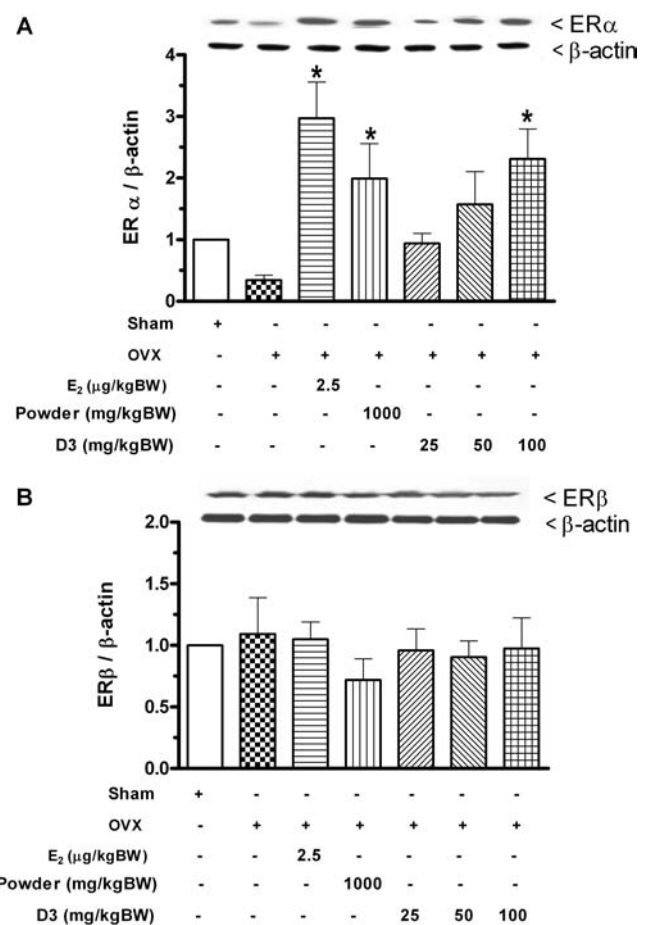 A
< ERα
< β-actin
4
3
2
1
0
ER α / β-actin
*
*
*
Sham + - - - - - -
OVX - + + + + + +
E₂ (μg/kgBW) - - 2.5 - - - -
Powder (mg/kgBW) - - - 1000 - - -
D3 (mg/kgBW) - - - - 25 50 100
B
< ERβ
< β-actin
2.0
1.5
1.0
0.5
0.0
ERβ / β-actin
Sham + - - - - - -
OVX - + + + + + +
E₂ (μg/kgBW) - - 2.5 - - - -
Powder (mg/kgBW) - - - 1000 - - -
D3 (mg/kgBW) - - - - 25 50 100